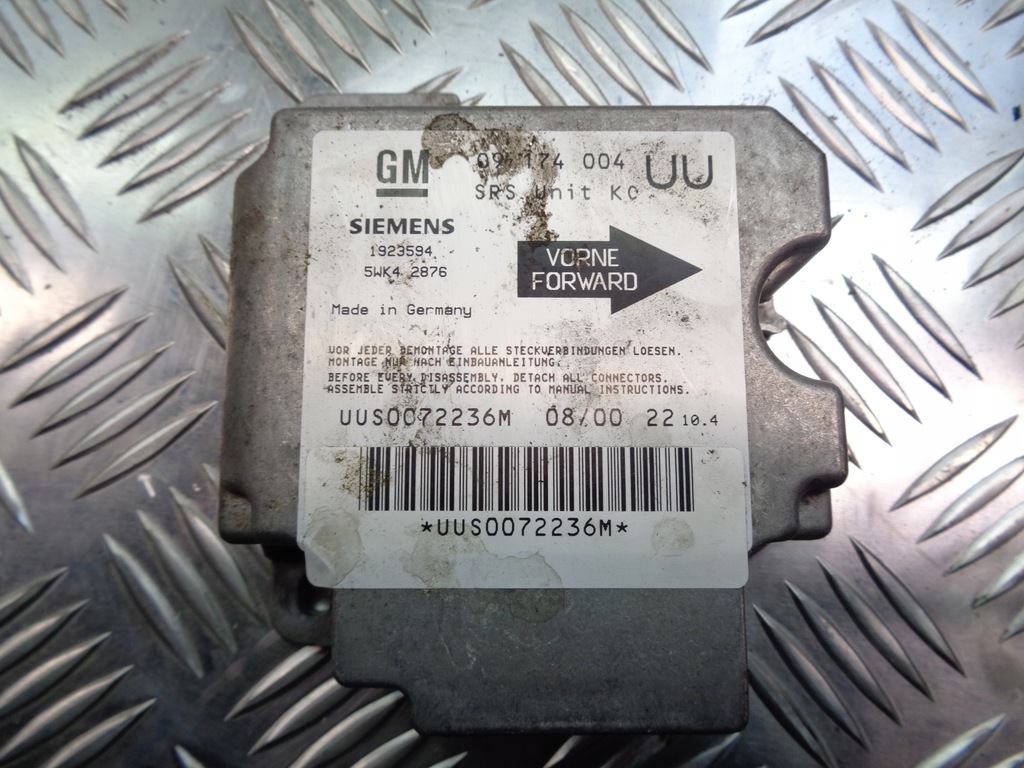 GM 09 174 004 UU
SRS Unit KC
SIEMENS
1923594
5WK4 2876
VORNE
FORWARD
Made in Germany
VOR JEDER DEMONTAGE ALLE STECKVERBINDUNGEN LOESEN.
MONTAGE NUR NACH EINBAUANLEITUNG.
BEFORE EVERY DISASSEMBLY, DETACH ALL CONNECTORS.
ASSEMBLE STRICTLY ACCORDING TO MANUAL INSTRUCTIONS.
UUS0072236M 08/00 22 10.4
*UUS0072236M*